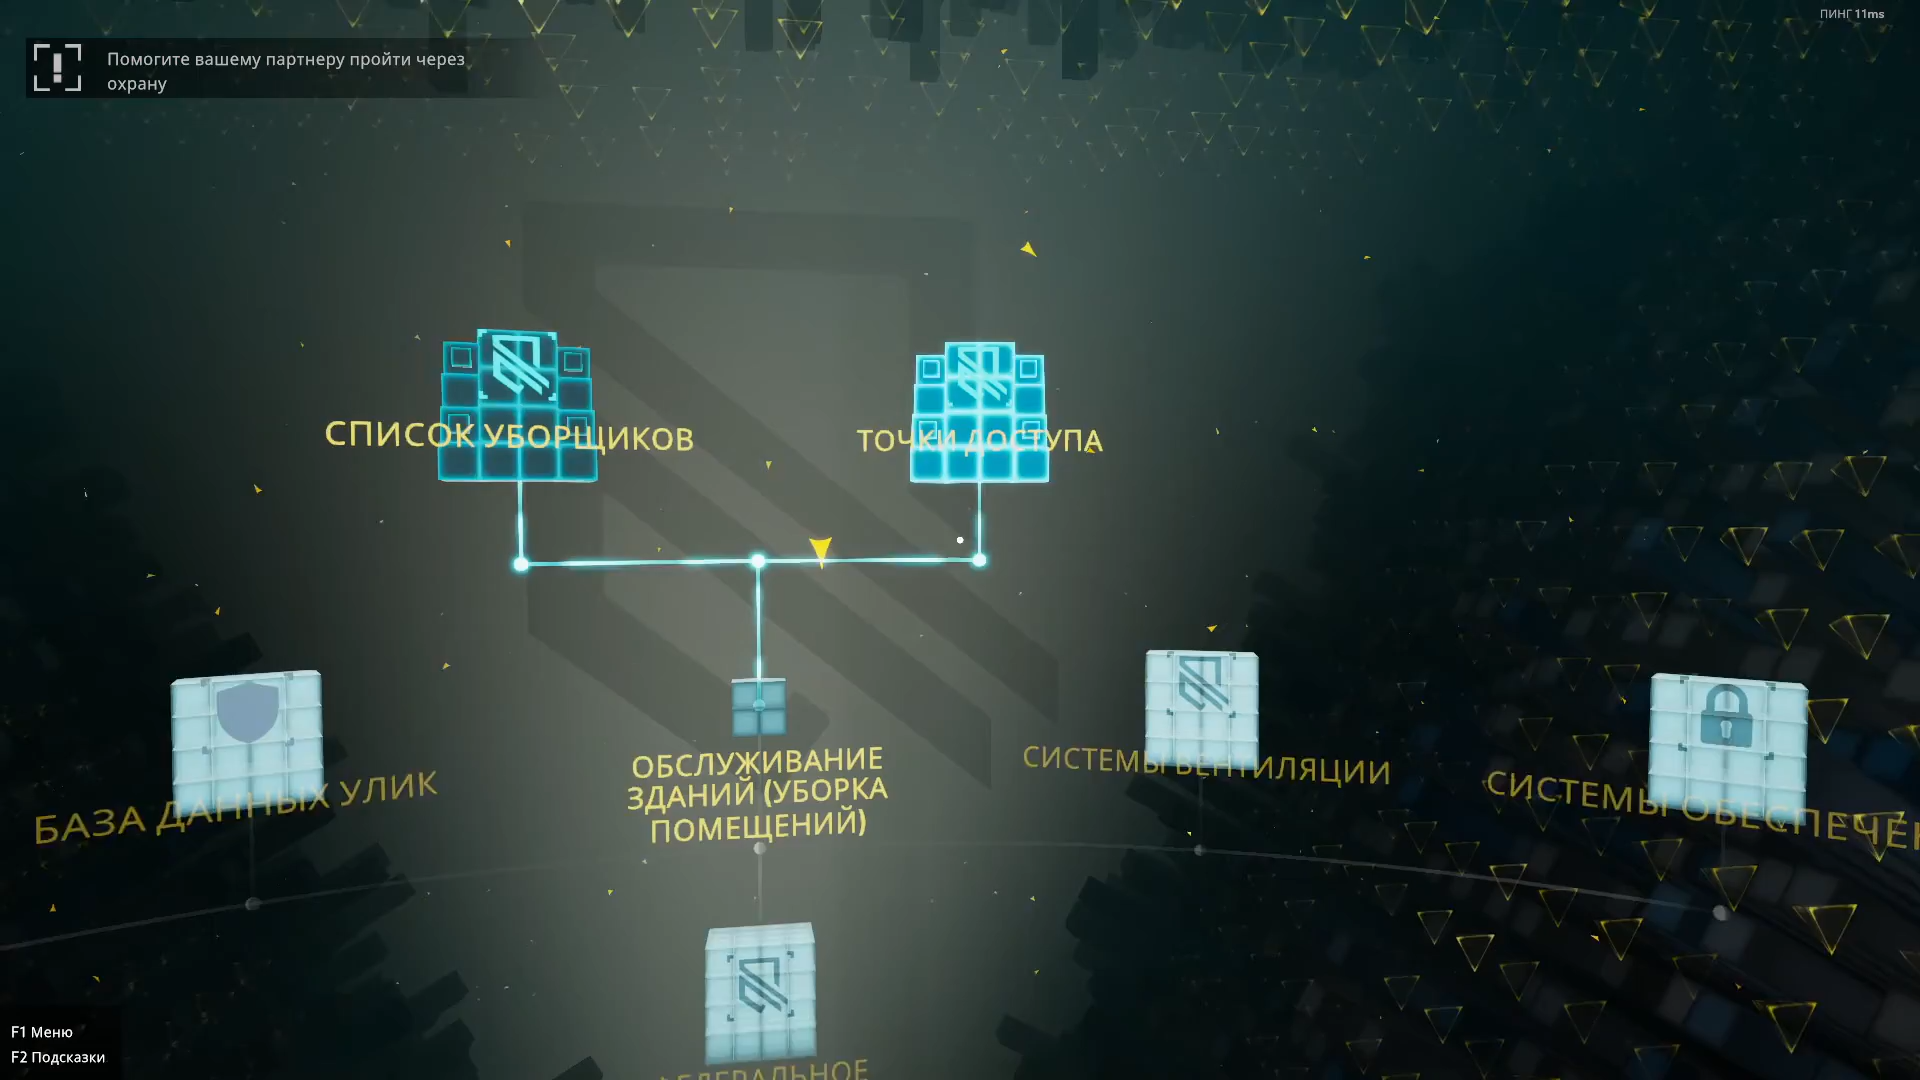 ПИНГ 11ms
Помогите вашему партнеру пройти через
охрану
СПИСОК УБОРЩИКОВ
ТОЧКИ ДОСТУПА
БАЗА ДАННЫХ УЛИК
ОБСЛУЖИВАНИЕ
ЗДАНИЙ (УБОРКА
ПОМЕЩЕНИЙ)
СИСТЕМЫ ВЕНТИЛЯЦИИ
СИСТЕМЫ
F1 Меню
F2 Подсказки